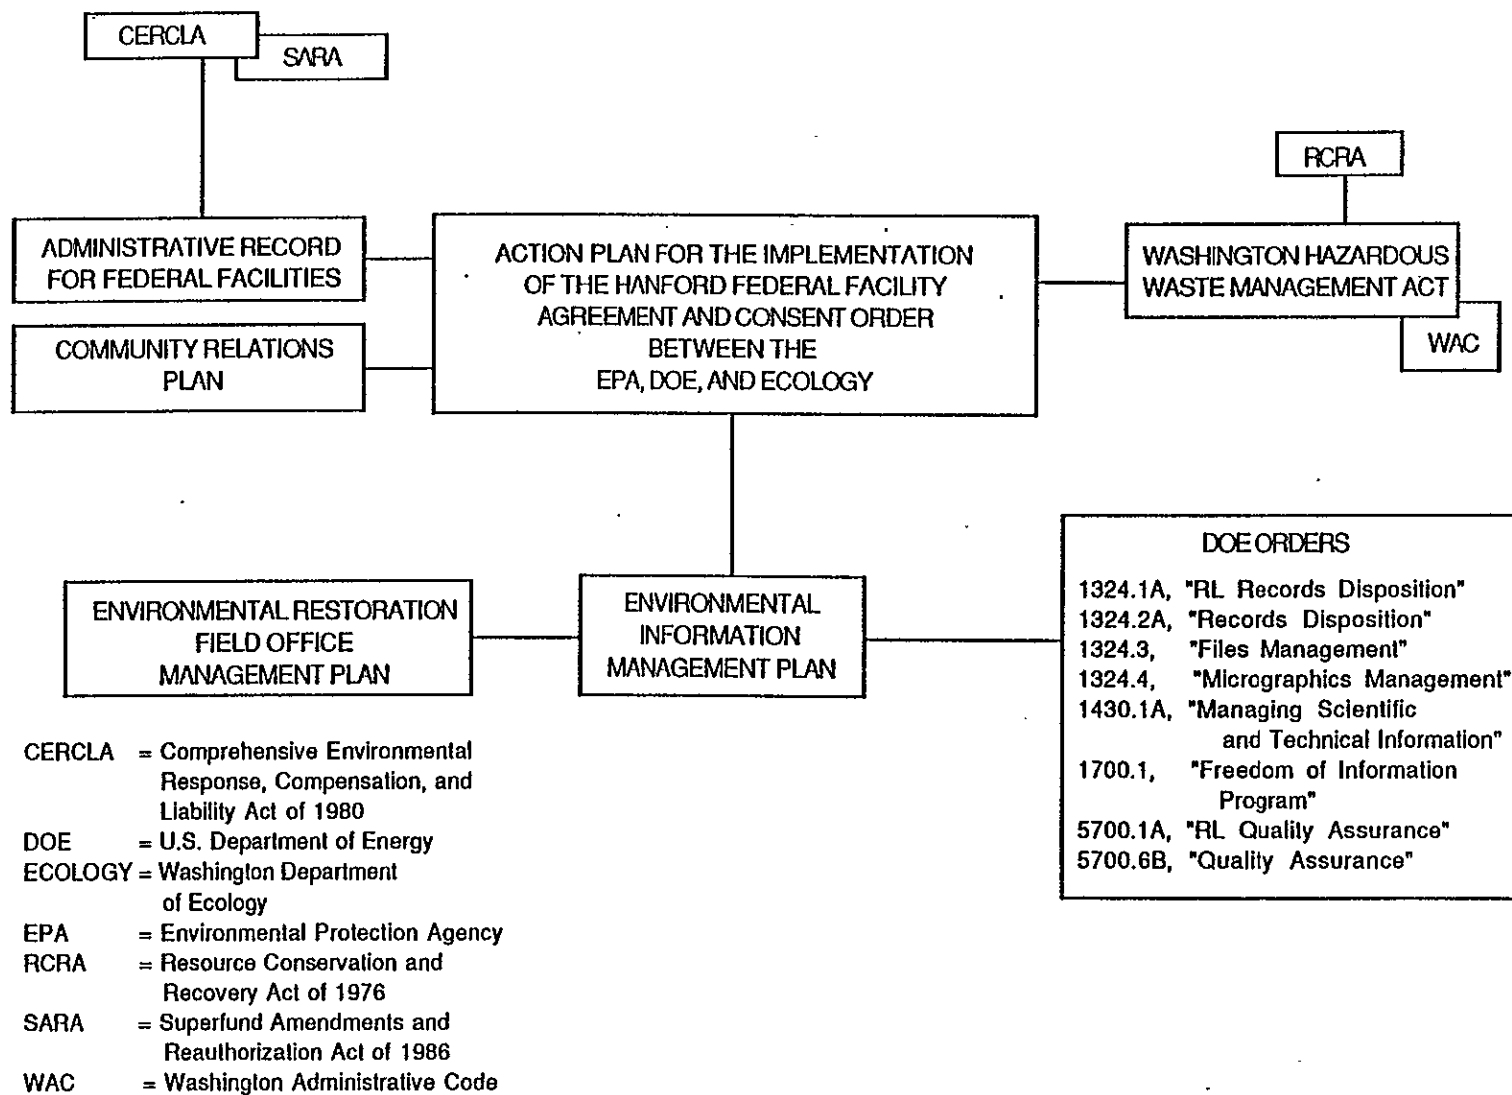 CERCLA
SARA
RCRA
ADMINISTRATIVE RECORD
FOR FEDERAL FACILITIES
COMMUNITY RELATIONS
PLAN
ACTION PLAN FOR THE IMPLEMENTATION
OF THE HANFORD FEDERAL FACILITY
AGREEMENT AND CONSENT ORDER
BETWEEN THE
EPA, DOE, AND ECOLOGY
WASHINGTON HAZARDOUS
WASTE MANAGEMENT ACT
WAC
ENVIRONMENTAL RESTORATION
FIELD OFFICE
MANAGEMENT PLAN
ENVIRONMENTAL
INFORMATION
MANAGEMENT PLAN
DOE ORDERS
1324.1A, "RL Records Disposition"
1324.2A, "Records Disposition"
1324.3, "Files Management"
1324.4, "Micrographics Management"
1430.1A, "Managing Scientific
and Technical Information"
1700.1, "Freedom of Information
Program"
5700.1A, "RL Quality Assurance"
5700.6B, "Quality Assurance"
CERCLA = Comprehensive Environmental
Response, Compensation, and
Liability Act of 1980
DOE = U.S. Department of Energy
ECOLOGY = Washington Department
of Ecology
EPA = Environmental Protection Agency
RCRA = Resource Conservation and
Recovery Act of 1976
SARA = Superfund Amendments and
Reauthorization Act of 1986
WAC = Washington Administrative Code